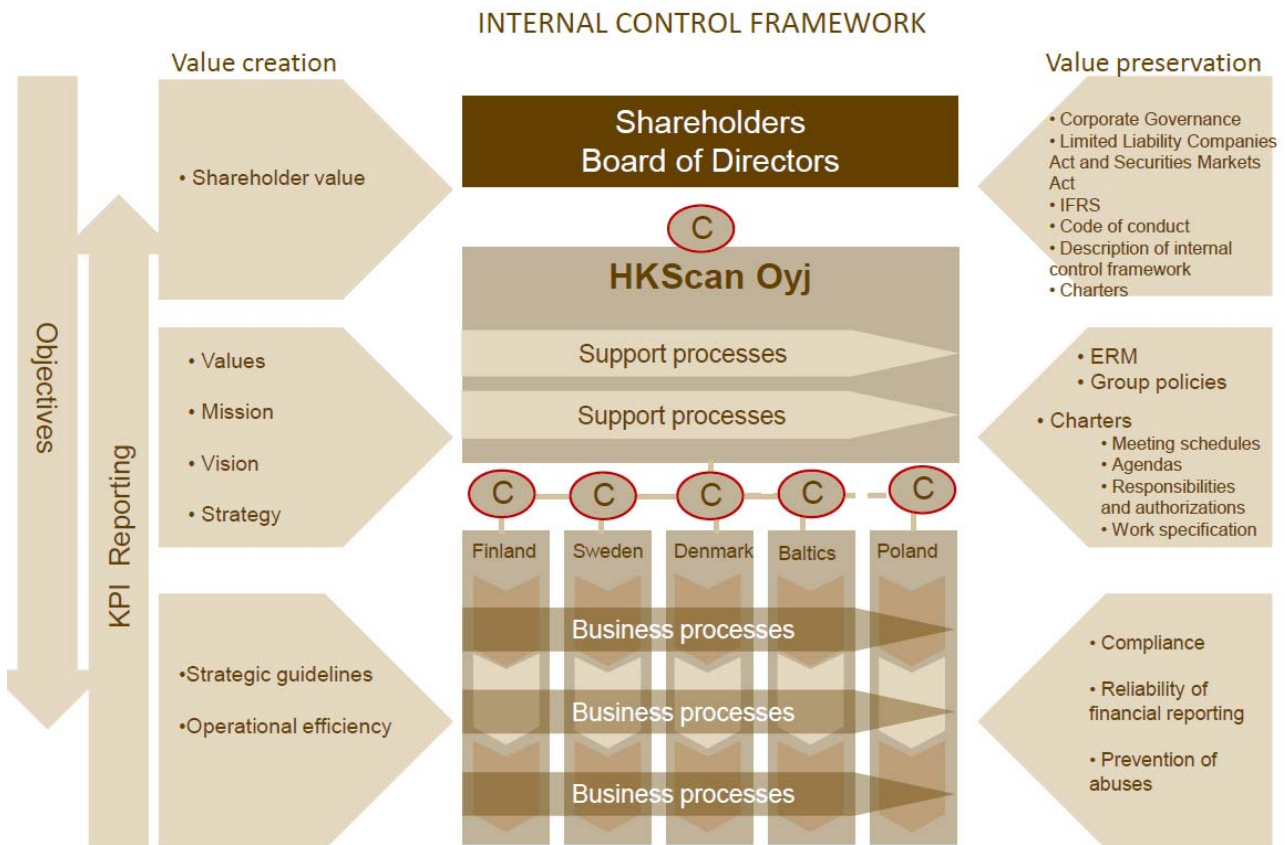 INTERNAL CONTROL FRAMEWORK
Value creation
Value preservation
Objectives
KPI Reporting
• Shareholder value
Shareholders
Board of Directors
• Corporate Governance
• Limited Liability Companies
Act and Securities Markets
Act
• IFRS
• Code of conduct
• Description of internal
control framework
• Charters
C
HKScan Oyj
Support processes
Support processes
• Values
• Mission
• Vision
• Strategy
• ERM
• Group policies
• Charters
• Meeting schedules
• Agendas
• Responsibilities
and authorizations
• Work specification
C
C
C
C
C
Finland
Sweden
Denmark
Baltics
Poland
Business processes
Business processes
Business processes
•Strategic guidelines
•Operational efficiency
• Compliance
• Reliability of
financial reporting
• Prevention of
abuses